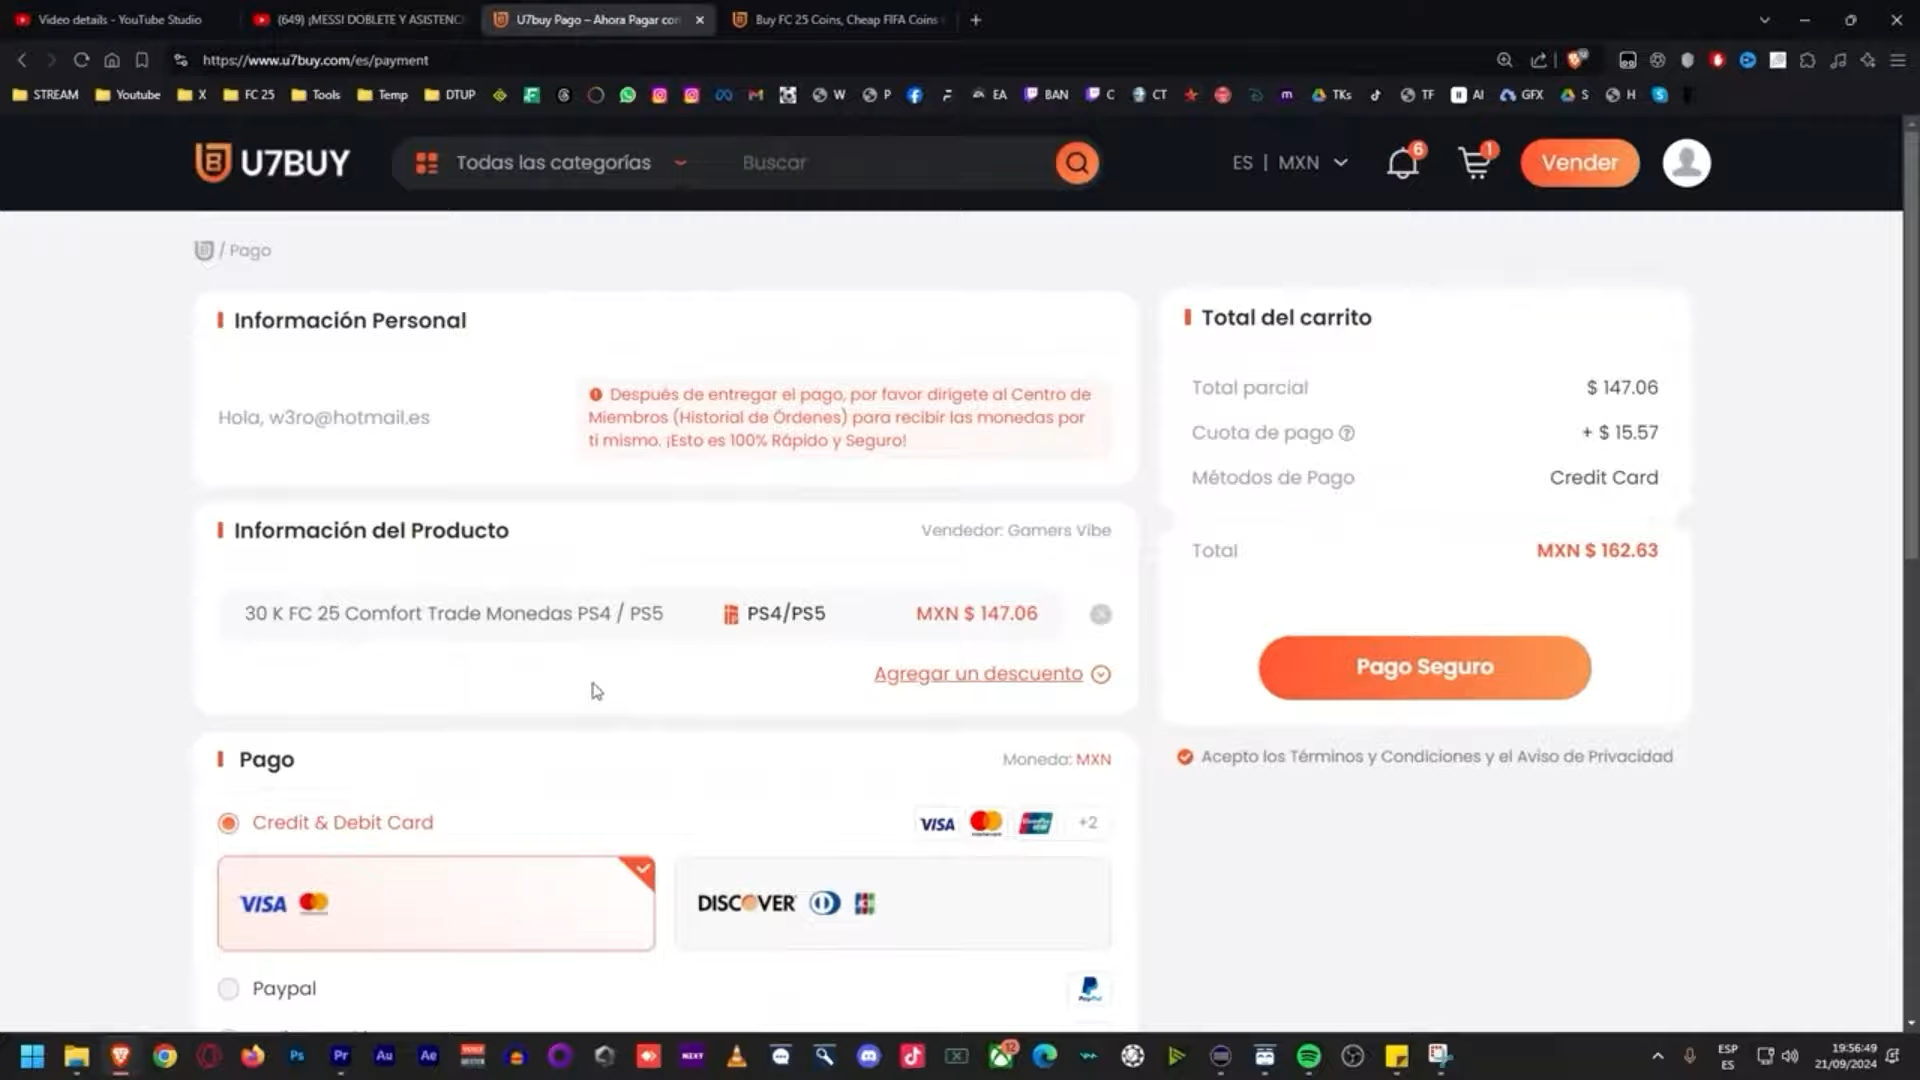 Video details - YouTube Studio
(649) ¡MESSI DOBLETE Y ASISTENC
U7buy Pago – Ahora Pagar con
Buy FC 25 Coins, Cheap FIFA Coins
https://www.u7buy.com/es/payment
STREAM
Youtube
X
FC 25
Tools
Temp
DTUP
W
P
EA
BAN
C
CT
TKs
TF
AI
GFX
S
H
U7BUY
Todas las categorías
Buscar
ES | MXN
6
1
Vender
/ Pago
Información Personal
Hola, w3ro@hotmail.es
Después de entregar el pago, por favor dirígete al Centro de
Miembros (Historial de Órdenes) para recibir las monedas por
ti mismo. ¡Esto es 100% Rápido y Seguro!
Información del Producto
Vendedor: Gamers Vibe
30 K FC 25 Comfort Trade Monedas PS4 / PS5
PS4/PS5
MXN $ 147.06
Agregar un descuento
Pago
Moneda: MXN
Credit & Debit Card
VISA
+2
VISA
DISCOVER
Paypal
PayPal
Total del carrito
Total parcial
$ 147.06
Cuota de pago
+ $ 15.57
Métodos de Pago
Credit Card
Total
MXN $ 162.63
Pago Seguro
Acepto los Términos y Condiciones y el Aviso de Privacidad
Ps
Pr
Au
Ae
12
ESP
ES
19:56:49
21/09/2024